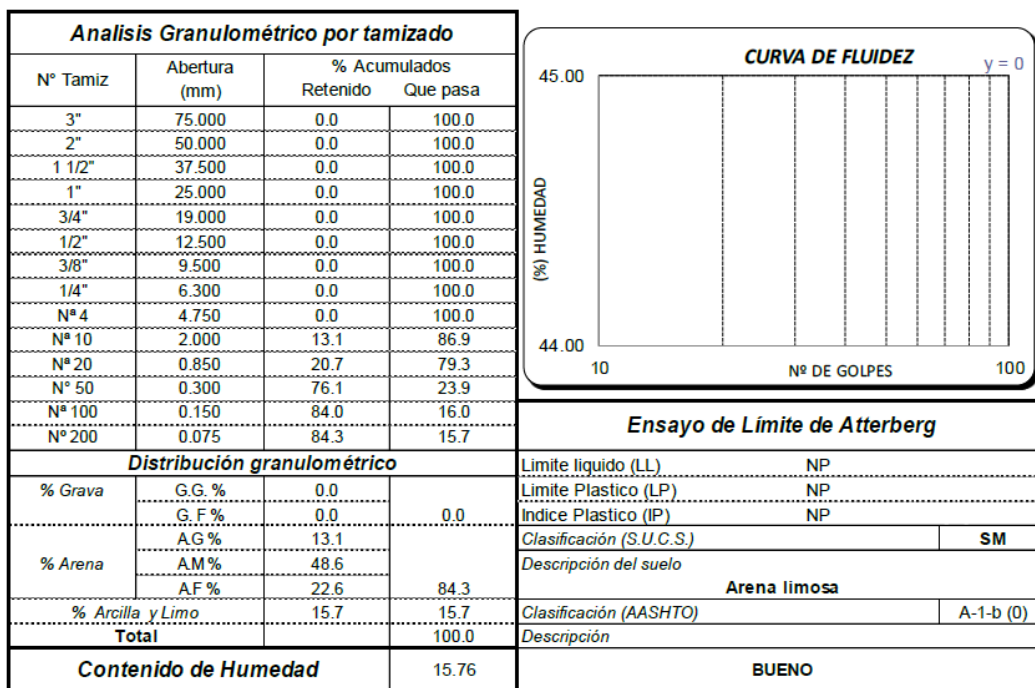 Analisis Granulométrico por tamizado
N° Tamiz Abertura (mm) % Acumulados
Retenido Que pasa
3" 75.000 0.0 100.0
2" 50.000 0.0 100.0
1 1/2" 37.500 0.0 100.0
1" 25.000 0.0 100.0
3/4" 19.000 0.0 100.0
1/2" 12.500 0.0 100.0
3/8" 9.500 0.0 100.0
1/4" 6.300 0.0 100.0
Nª 4 4.750 0.0 100.0
Nª 10 2.000 13.1 86.9
Nª 20 0.850 20.7 79.3
N° 50 0.300 76.1 23.9
Nª 100 0.150 84.0 16.0
Nº 200 0.075 84.3 15.7
Distribución granulométrico
% Grava G.G. % 0.0
G. F % 0.0 0.0
% Arena A.G % 13.1
A.M % 48.6
A.F % 22.6 84.3
% Arcilla y Limo 15.7 15.7
Total 100.0
Contenido de Humedad 15.76
CURVA DE FLUIDEZ
y = 0
45.00
(%) HUMEDAD
44.00
10 Nº DE GOLPES 100
Ensayo de Límite de Atterberg
Limite liquido (LL) NP
Limite Plastico (LP) NP
Indice Plastico (IP) NP
Clasificación (S.U.C.S.) SM
Descripción del suelo
Arena limosa
Clasificación (AASHTO) A-1-b (0)
Descripción
BUENO